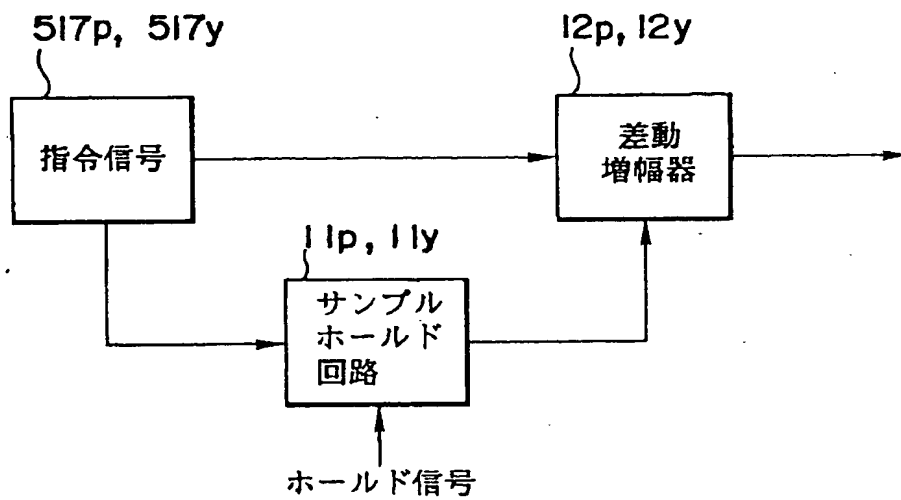 517p, 517y
12p, 12y
指令信号
差動
増幅器
11p, 11y
サンプル
ホールド
回路
ホールド信号